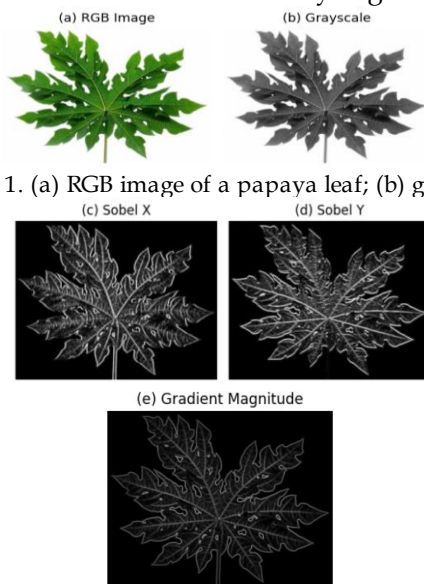 (a) RGB Image (b) Grayscale
1. (a) RGB image of a papaya leaf; (b) g
(c) Sobel X (d) Sobel Y
(e) Gradient Magnitude